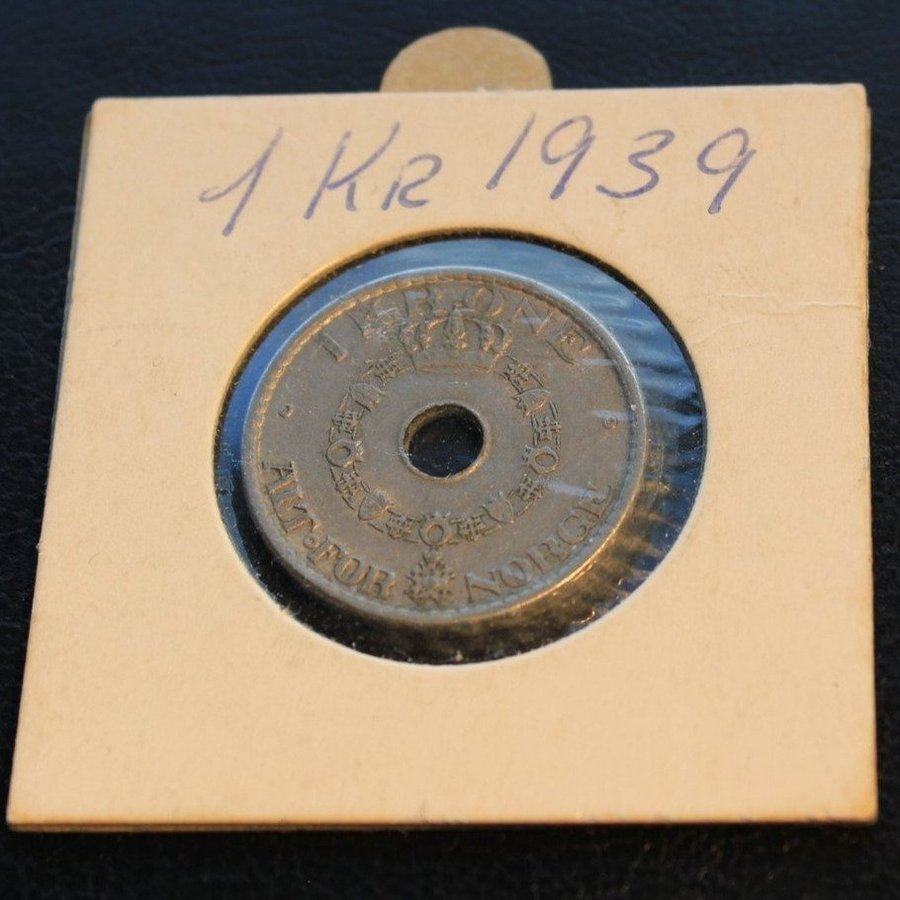 1 KR 1939
1 KRONE
ALT FOR NORGE